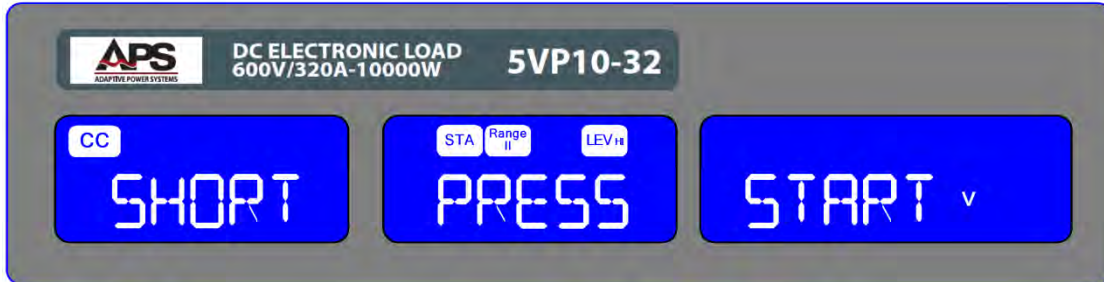 APS
ADAPTIVE POWER SYSTEMS
DC ELECTRONIC LOAD
600V/320A-10000W
5VP10-32
CC
SHORT
STA
Range
II
LEV HI
PRESS
START V